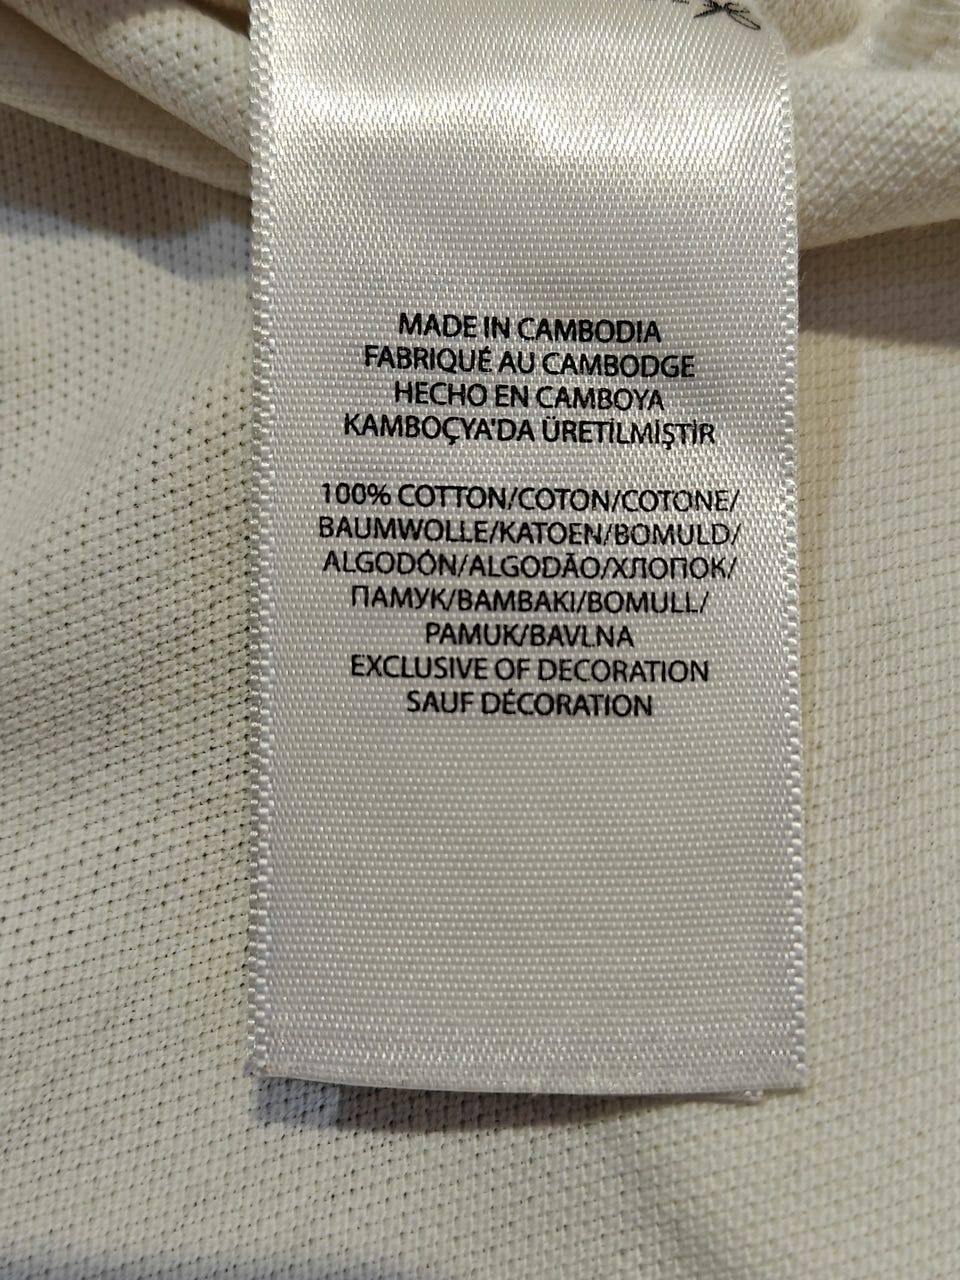 MADE IN CAMBODIA
FABRIQUÉ AU CAMBODGE
HECHO EN CAMBOYA
KAMBOÇYA'DA ÜRETİLMİŞTİR
100% COTTON/COTON/COTONE/
BAUMWOLLE/KATOEN/BOMULD/
ALGODÓN/ALGODÃO/ХЛОПОК/
ПАМУК/BAMBAKI/BOMULL/
PAMUK/BAVLNA
EXCLUSIVE OF DECORATION
SAUF DÉCORATION